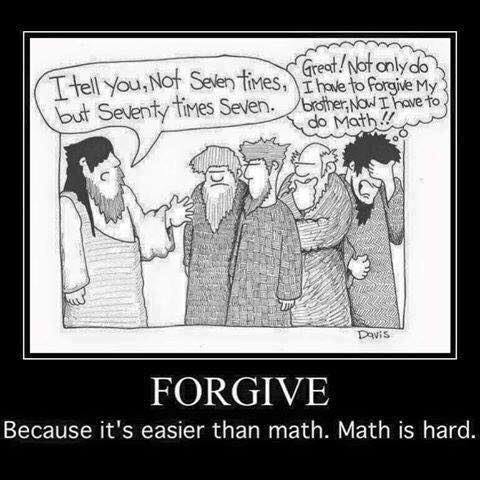 I tell you, Not Seven times,
but Seventy times Seven.
Great! Not only do
I have to forgive My
brother, Now I have to
do Math!!
Davis
FORGIVE
Because it's easier than math. Math is hard.